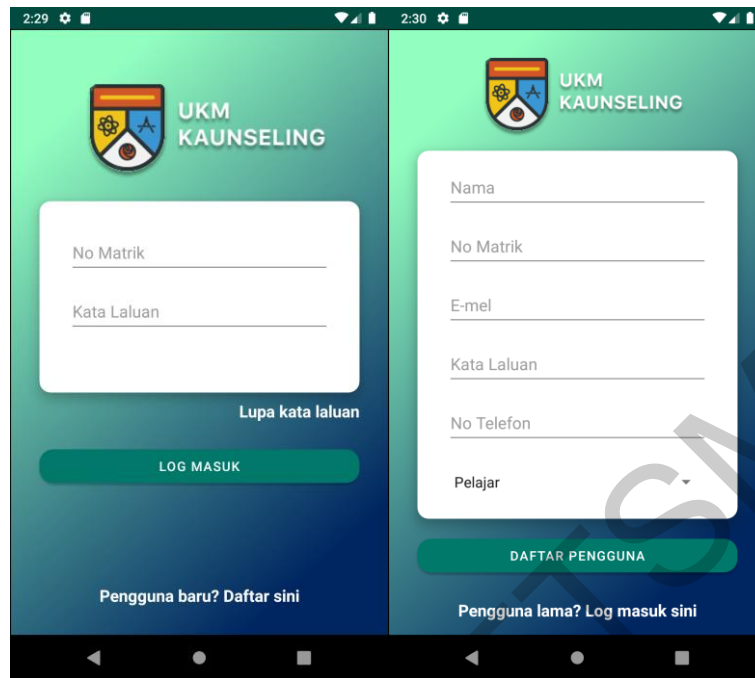 2:29
UKM
KAUNSELING
No Matrik
Kata Laluan
Lupa kata laluan
LOG MASUK
Pengguna baru? Daftar sini
2:30
UKM
KAUNSELING
Nama
No Matrik
E-mel
Kata Laluan
No Telefon
Pelajar
DAFTAR PENGGUNA
Pengguna lama? Log masuk sini